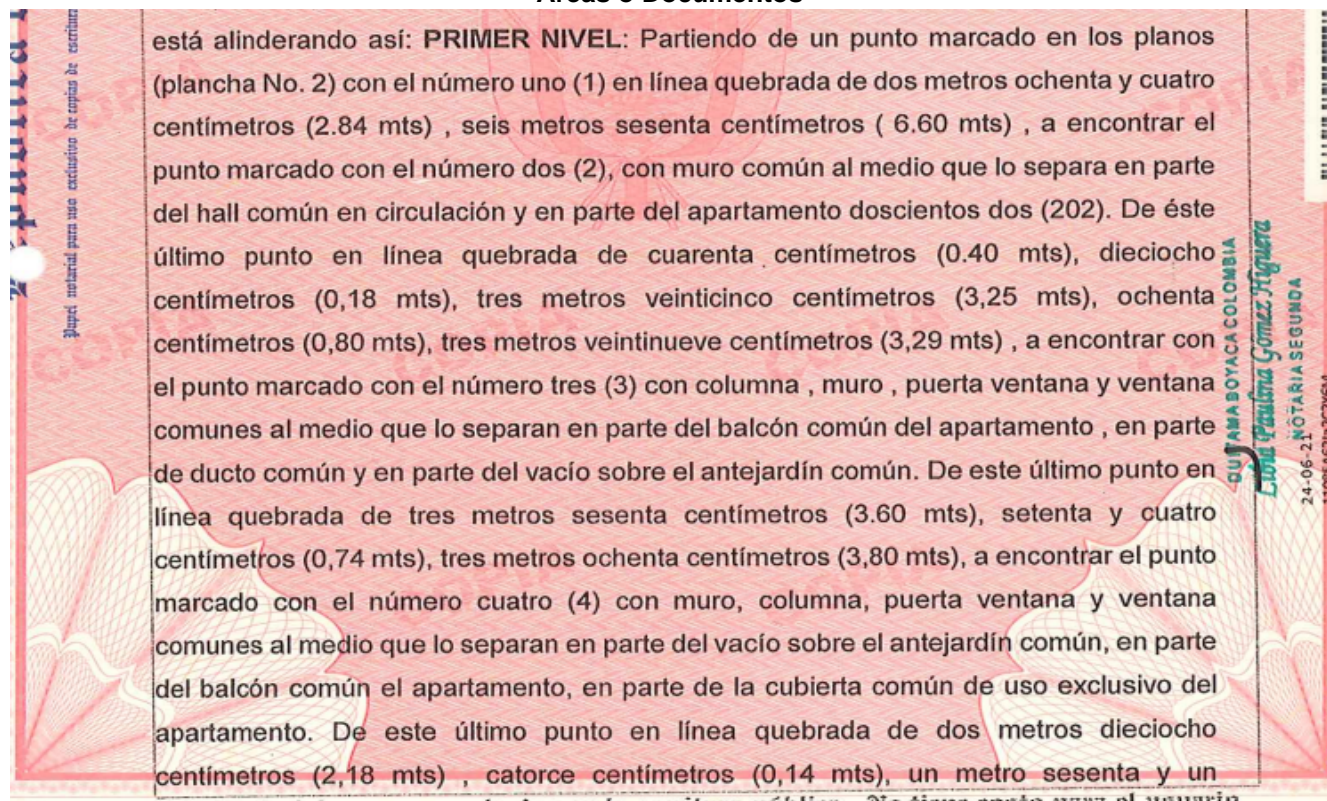 Áreas o Documentos
está alinderando así: PRIMER NIVEL: Partiendo de un punto marcado en los planos
(plancha No. 2) con el número uno (1) en línea quebrada de dos metros ochenta y cuatro
centímetros (2.84 mts) , seis metros sesenta centímetros ( 6.60 mts) , a encontrar el
punto marcado con el número dos (2), con muro común al medio que lo separa en parte
del hall común en circulación y en parte del apartamento doscientos dos (202). De éste
último punto en línea quebrada de cuarenta centímetros (0.40 mts), dieciocho
centímetros (0,18 mts), tres metros veinticinco centímetros (3,25 mts), ochenta
centímetros (0,80 mts), tres metros veintinueve centímetros (3,29 mts) , a encontrar con
el punto marcado con el número tres (3) con columna , muro , puerta ventana y ventana
comunes al medio que lo separan en parte del balcón común del apartamento , en parte
de ducto común y en parte del vacío sobre el antejardín común. De este último punto en
línea quebrada de tres metros sesenta centímetros (3.60 mts), setenta y cuatro
centímetros (0,74 mts), tres metros ochenta centímetros (3,80 mts), a encontrar el punto
marcado con el número cuatro (4) con muro, columna, puerta ventana y ventana
comunes al medio que lo separan en parte del vacío sobre el antejardín común, en parte
del balcón común el apartamento, en parte de la cubierta común de uso exclusivo del
apartamento. De este último punto en línea quebrada de dos metros dieciocho
centímetros (2,18 mts) , catorce centímetros (0,14 mts), un metro sesenta y un
Papel notarial para uso exclusivo de copias de escritura
COPIA
DUITAMA BOYACA COLOMBIA
Gómez Higuera
NOTARIA SEGUNDA
24-06-21